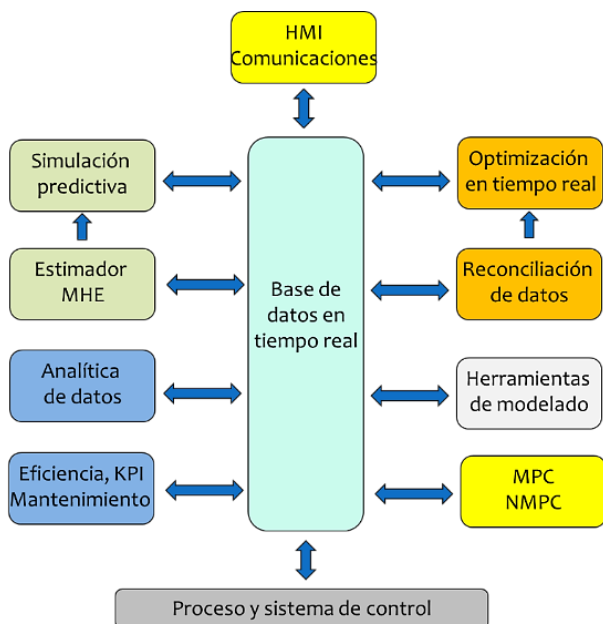 HMI
Comunicaciones
Simulación
predictiva
Optimización
en tiempo real
Estimador
MHE
Base de
datos en
tiempo real
Reconciliación
de datos
Analítica
de datos
Herramientas
de modelado
Eficiencia, KPI
Mantenimiento
MPC
NMPC
Proceso y sistema de control